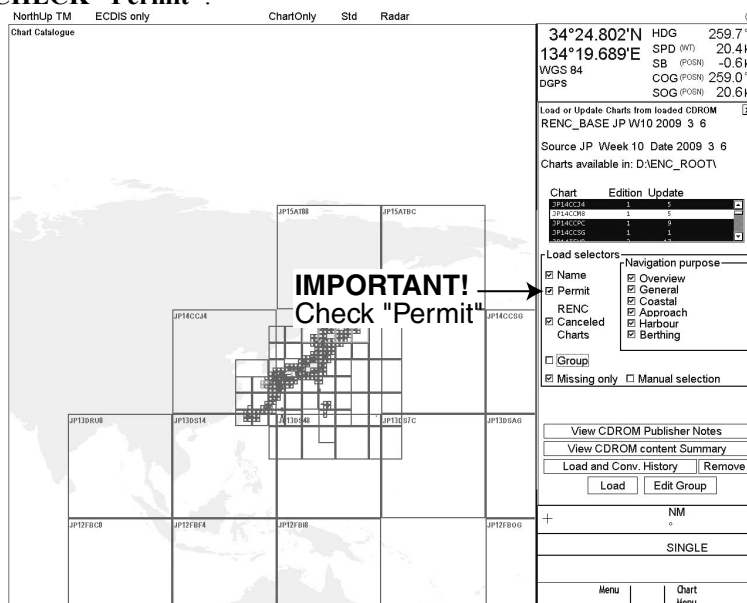 CHECK "Permit".
NorthUp TM ECDIS only ChartOnly Std Radar
Chart Catalogue
34°24.802'N
134°19.689'E
WGS 84
DGPS
HDG 259.7°
SPD (WT) 20.4k
SB (POSN) -0.6k
COG (POSN) 259.0°
SOG (POSN) 20.6k
Load or Update Charts from loaded CDROM
RENC_BASE JP W10 2009 3 6
Source JP Week 10 Date 2009 3 6
Charts available in: D:\ENC_ROOT\
Chart Edition Update
JP14CCJ4 1 5
JP14CCM8 1 5
JP14CCPC 1 9
JP14CCSG 1 1
Load selectors
Name
Permit
RENC
Canceled
Charts
Group
Missing only Manual selection
Navigation purpose
Overview
General
Coastal
Approach
Harbour
Berthing
View CDROM Publisher Notes
View CDROM content Summary
Load and Conv. History Remove
Load Edit Group
NM
SINGLE
Menu Chart
Menu
JP15AT88 JP15ATBC
IMPORTANT!
Check "Permit"
JP14CCJ4 JP14CCSG
JP13DRU8 JP13DS14 JP13DS48 JP13DS7C JP13DSAG
JP12FBC0 JP12FBF4 JP12FBI8 JP12FBOG